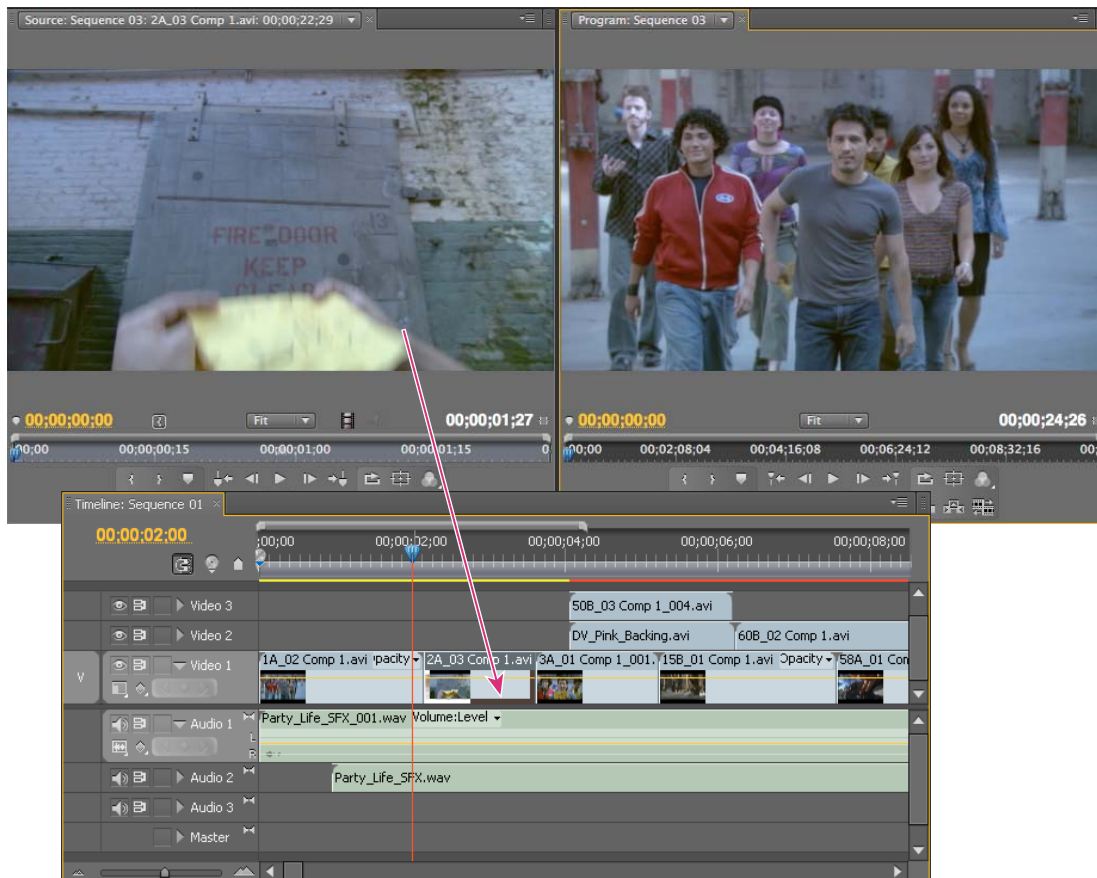 Source: Sequence 03: 2A_03 Comp 1.avi: 00;00;22;29
Program: Sequence 03
FIRE DOOR
KEEP
CLEAR
13
00;00;00;00
Fit
00;00;01;27
00;00;00;00
Fit
00;00;24;26
00;00
00;00;00;15
00;00;01;00
00;00;01;15
0
00;00
00;02;08;04
00;04;16;08
00;06;24;12
00;08;32;16
00;
Timeline: Sequence 01
00;00;02;00
;00;00
00;00;02;00
00;00;04;00
00;00;06;00
00;00;08;00
Video 3
50B_03 Comp 1_004.avi
Video 2
DV_Pink_Backing.avi
60B_02 Comp 1.avi
V
Video 1
1A_02 Comp 1.avi
pacity
2A_03 Comp 1.avi
3A_01 Comp 1_001.
15B_01 Comp 1.avi
Opacity
58A_01 Con
Audio 1
Party_Life_SFX_001.wav
Volume:Level
L
R
Audio 2
Party_Life_SFX.wav
Audio 3
Master